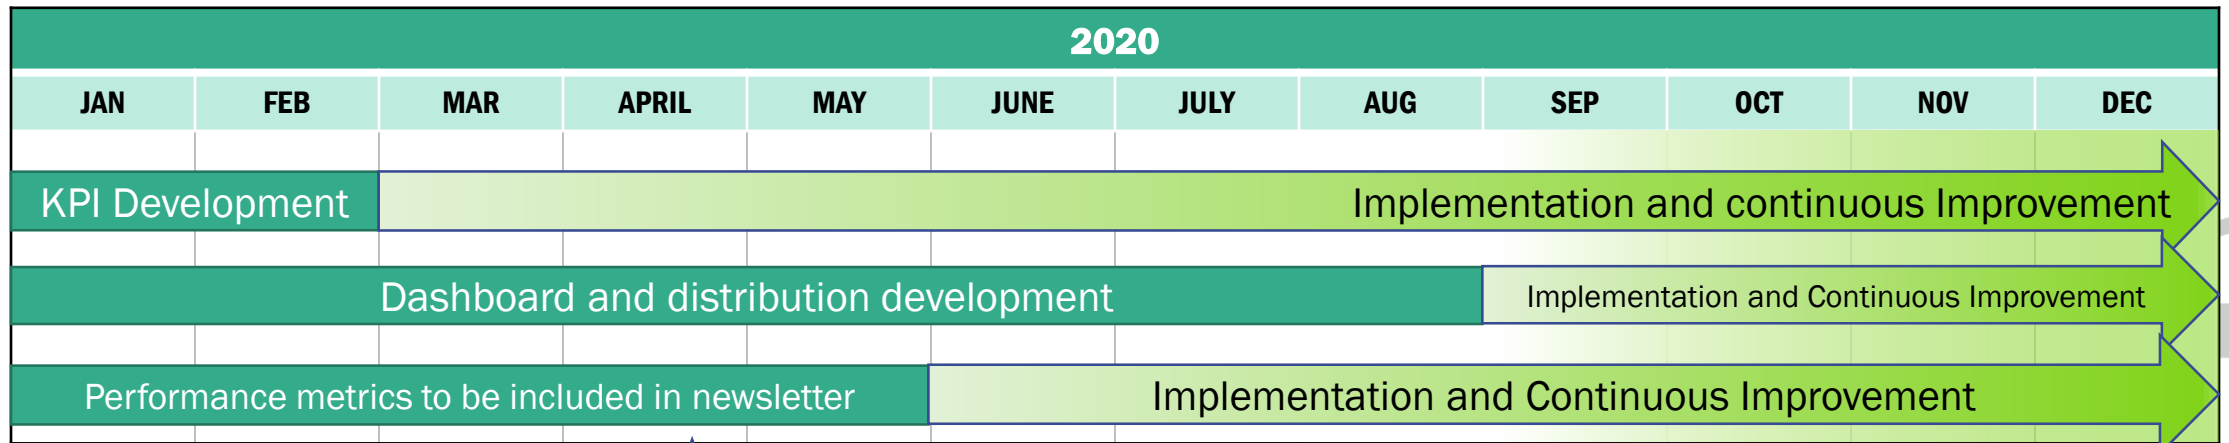 2020
JAN FEB MAR APRIL MAY JUNE JULY AUG SEP OCT NOV DEC
KPI Development Implementation and continuous Improvement
Dashboard and distribution development Implementation and Continuous Improvement
Performance metrics to be included in newsletter Implementation and Continuous Improvement